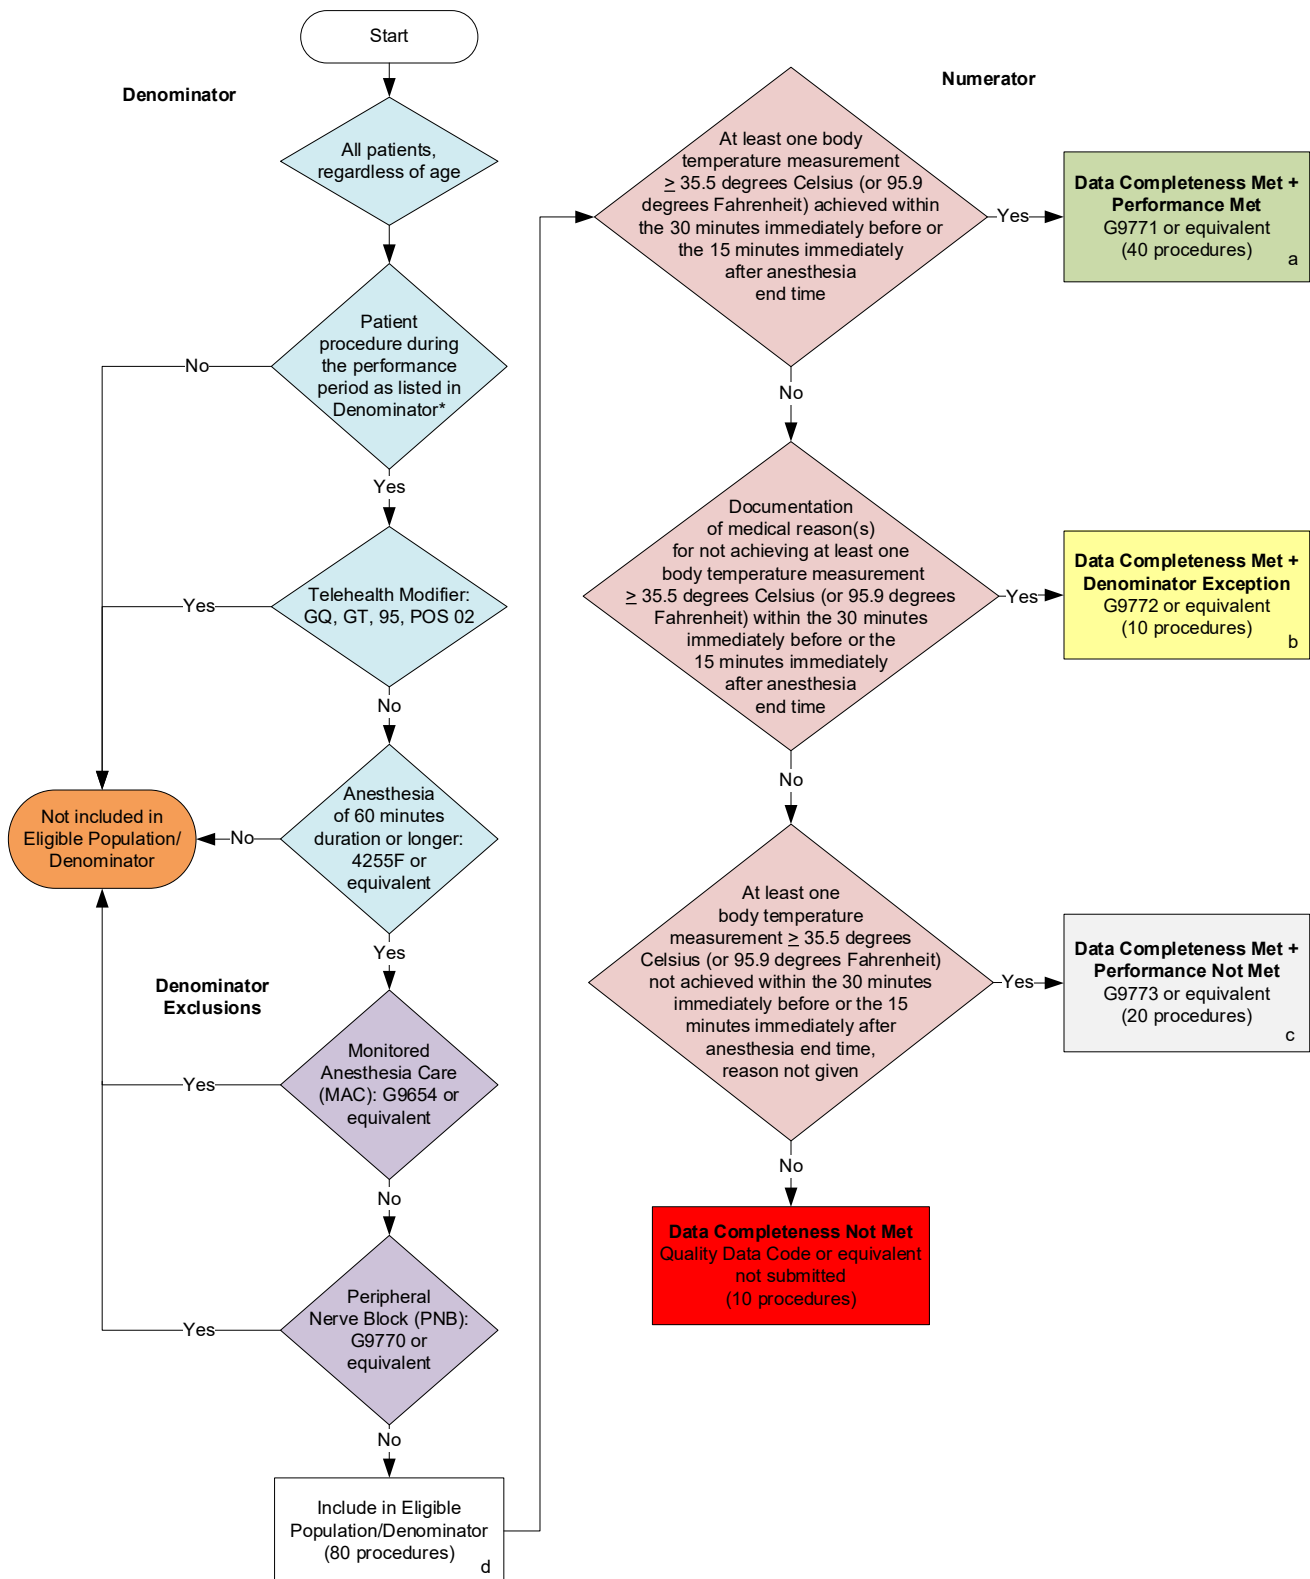 Start
Denominator
All patients,
regardless of age
Patient
procedure during
the performance
period as listed in
Denominator*
No
Yes
Telehealth Modifier:
GQ, GT, 95, POS 02
Yes
No
Anesthesia
of 60 minutes
duration or longer:
4255F or
equivalent
No
Not included in
Eligible Population/
Denominator
Yes
Denominator
Exclusions
Monitored
Anesthesia Care
(MAC): G9654 or
equivalent
Yes
No
Peripheral
Nerve Block (PNB):
G9770 or
equivalent
Yes
No
Include in Eligible
Population/Denominator
(80 procedures)
d
Numerator
At least one body
temperature measurement
≥ 35.5 degrees Celsius (or 95.9
degrees Fahrenheit) achieved within
the 30 minutes immediately before or
the 15 minutes immediately
after anesthesia
end time
Yes
Data Completeness Met +
Performance Met
G9771 or equivalent
(40 procedures)
a
No
Documentation
of medical reason(s)
for not achieving at least one
body temperature measurement
≥ 35.5 degrees Celsius (or 95.9 degrees
Fahrenheit) within the 30 minutes
immediately before or the
15 minutes immediately
after anesthesia
end time
Yes
Data Completeness Met +
Denominator Exception
G9772 or equivalent
(10 procedures)
b
No
At least one
body temperature
measurement ≥ 35.5 degrees
Celsius (or 95.9 degrees Fahrenheit)
not achieved within the 30 minutes
immediately before or the 15
minutes immediately after
anesthesia end time,
reason not given
Yes
Data Completeness Met +
Performance Not Met
G9773 or equivalent
(20 procedures)
c
No
Data Completeness Not Met
Quality Data Code or equivalent
not submitted
(10 procedures)